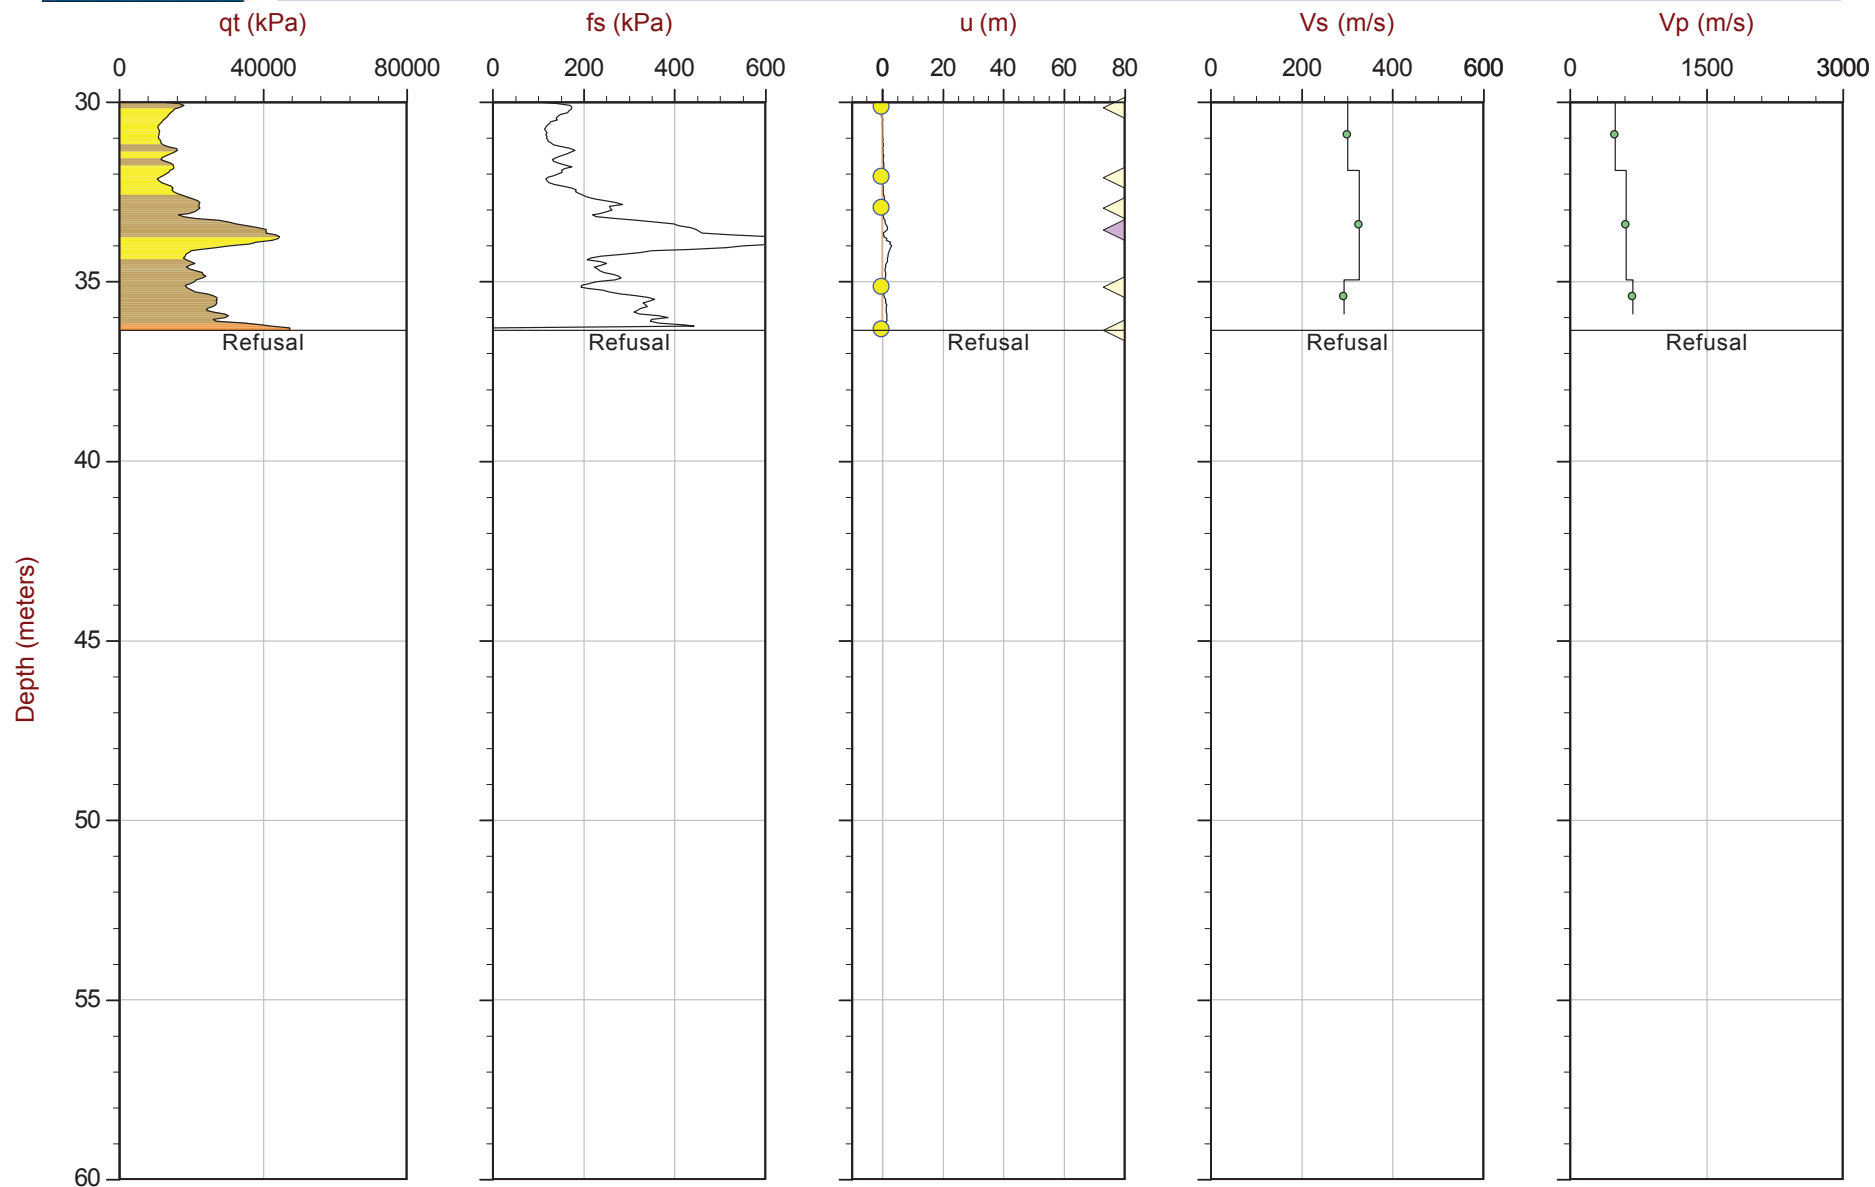 qt (kPa) fs (kPa) u (m) Vs (m/s) Vp (m/s)
0 40000 80000 0 200 400 600 0 0 20 40 60 80 0 200 400 600 0 1500 3000
30
35
Refusal Refusal Refusal Refusal Refusal
40
45
Depth (meters)
50
55
60